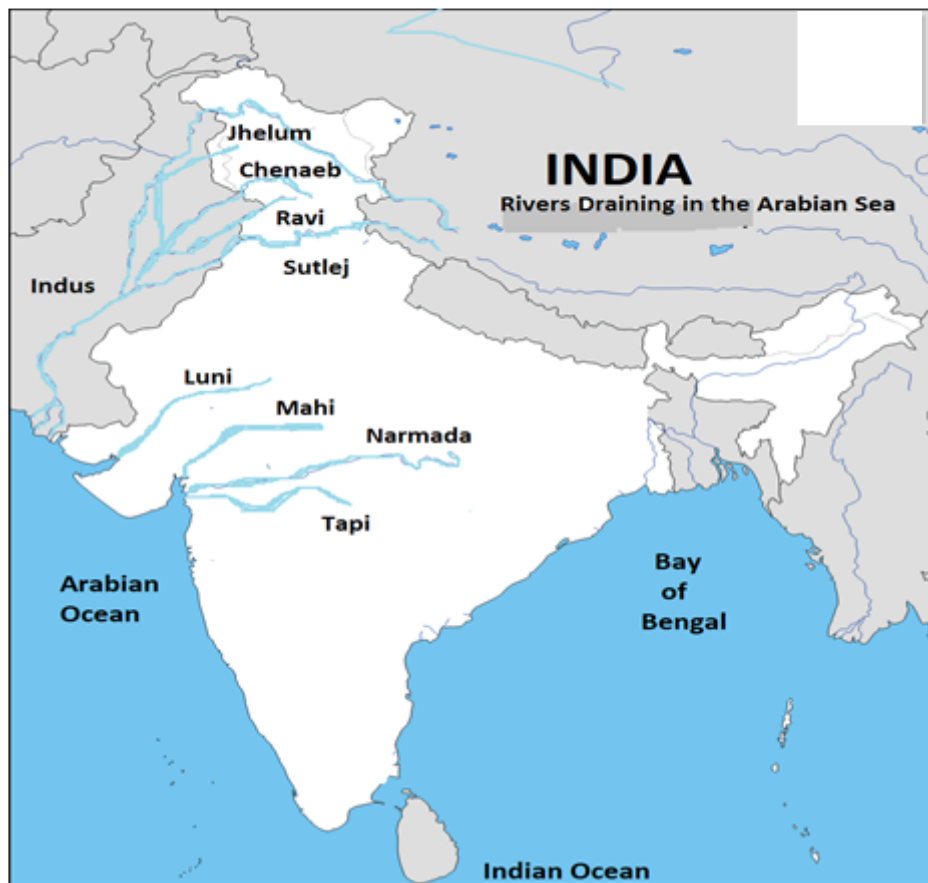 Jhelum
Chenaeb
INDIA
Rivers Draining in the Arabian Sea
Ravi
Sutlej
Indus
Luni
Mahi
Narmada
Tapi
Arabian
Ocean
Bay
of
Bengal
Indian Ocean